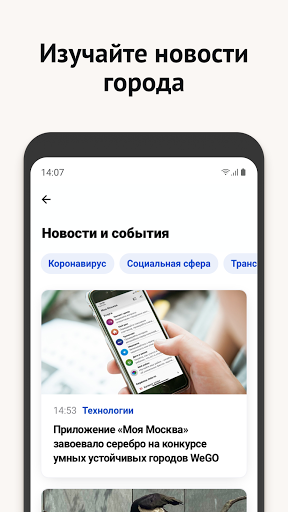 Изучайте новости
города
14:07
Новости и события
Коронавирус
Социальная сфера
Транс
14:53 Технологии
Приложение «Моя Москва»
завоевало серебро на конкурсе
умных устойчивых городов WeGO